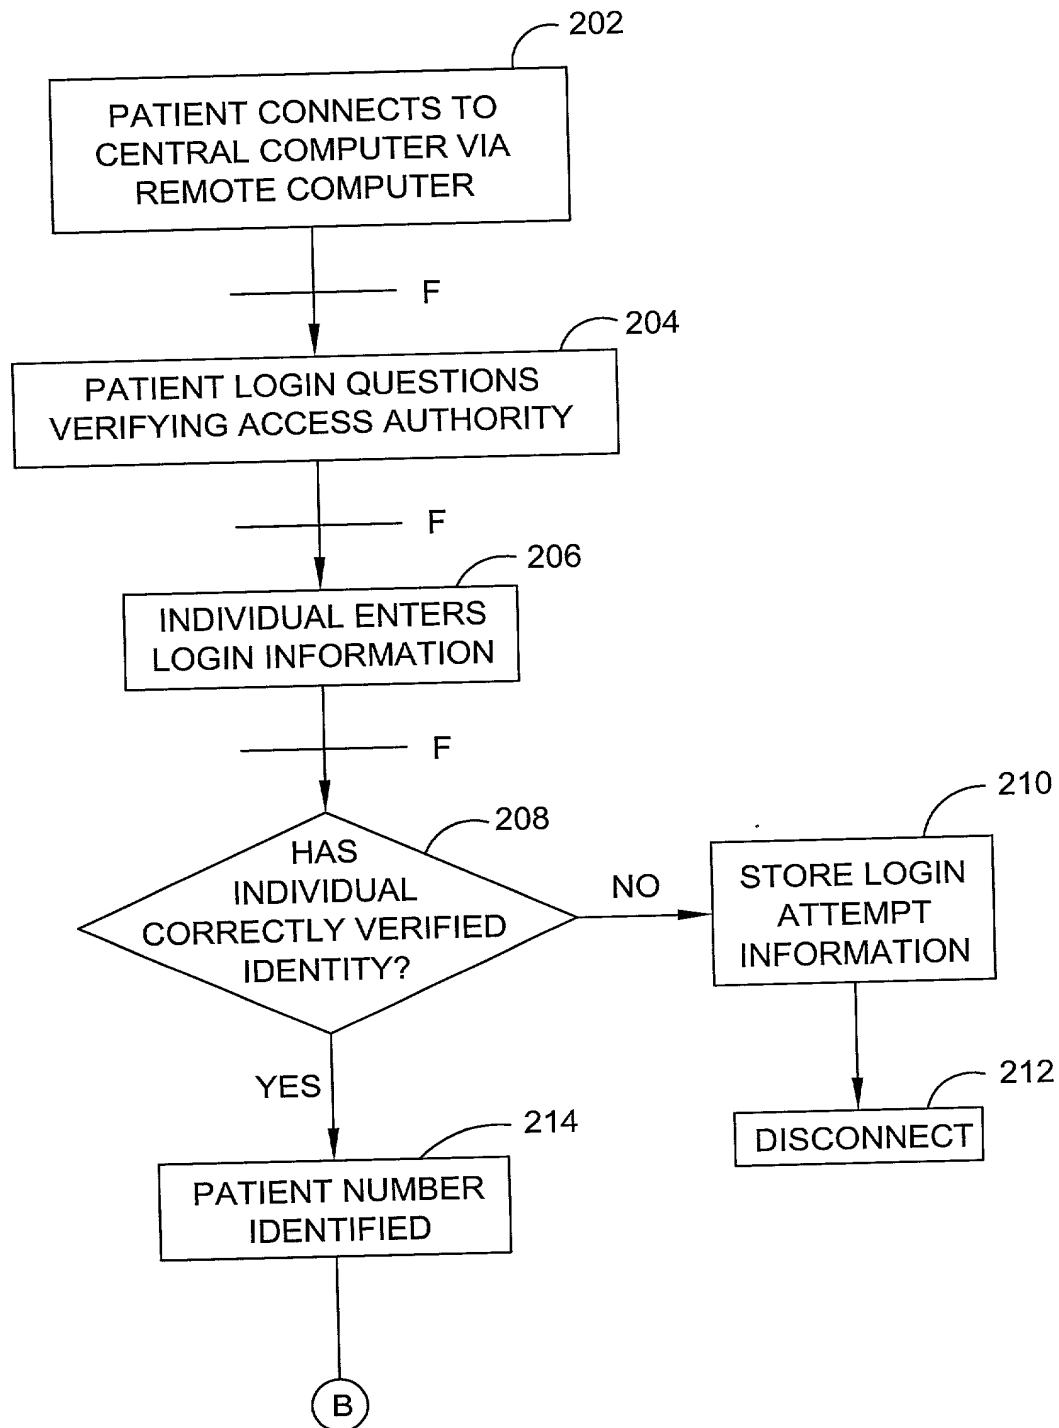 202
PATIENT CONNECTS TO
CENTRAL COMPUTER VIA
REMOTE COMPUTER
F
204
PATIENT LOGIN QUESTIONS
VERIFYING ACCESS AUTHORITY
F
206
INDIVIDUAL ENTERS
LOGIN INFORMATION
F
208
HAS
INDIVIDUAL
CORRECTLY VERIFIED
IDENTITY?
NO
210
STORE LOGIN
ATTEMPT
INFORMATION
212
DISCONNECT
YES
214
PATIENT NUMBER
IDENTIFIED
B